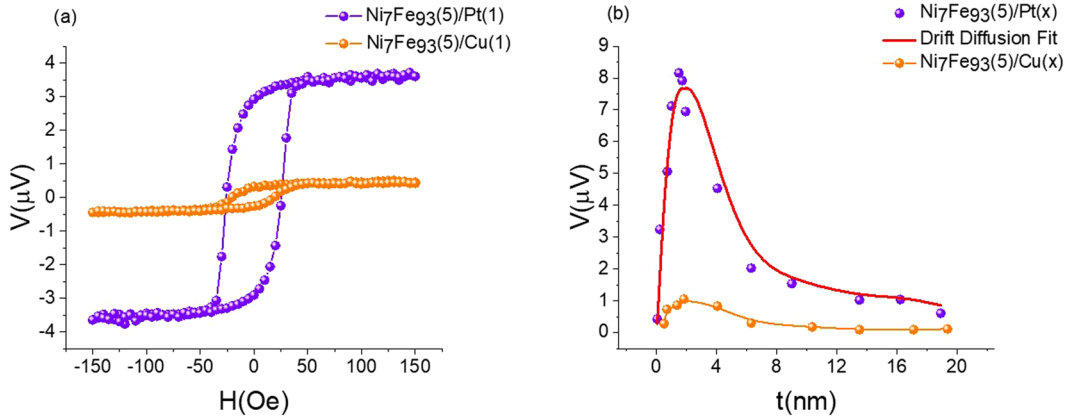 (a)
Ni7Fe93(5)/Pt(1)
Ni7Fe93(5)/Cu(1)
V(μV)
4
3
2
1
0
-1
-2
-3
-4
-150 -100 -50 0 50 100 150
H(Oe)
(b)
Ni7Fe93(5)/Pt(x)
Drift Diffusion Fit
Ni7Fe93(5)/Cu(x)
V(μV)
9
8
7
6
5
4
3
2
1
0
0 4 8 12 16 20
t(nm)